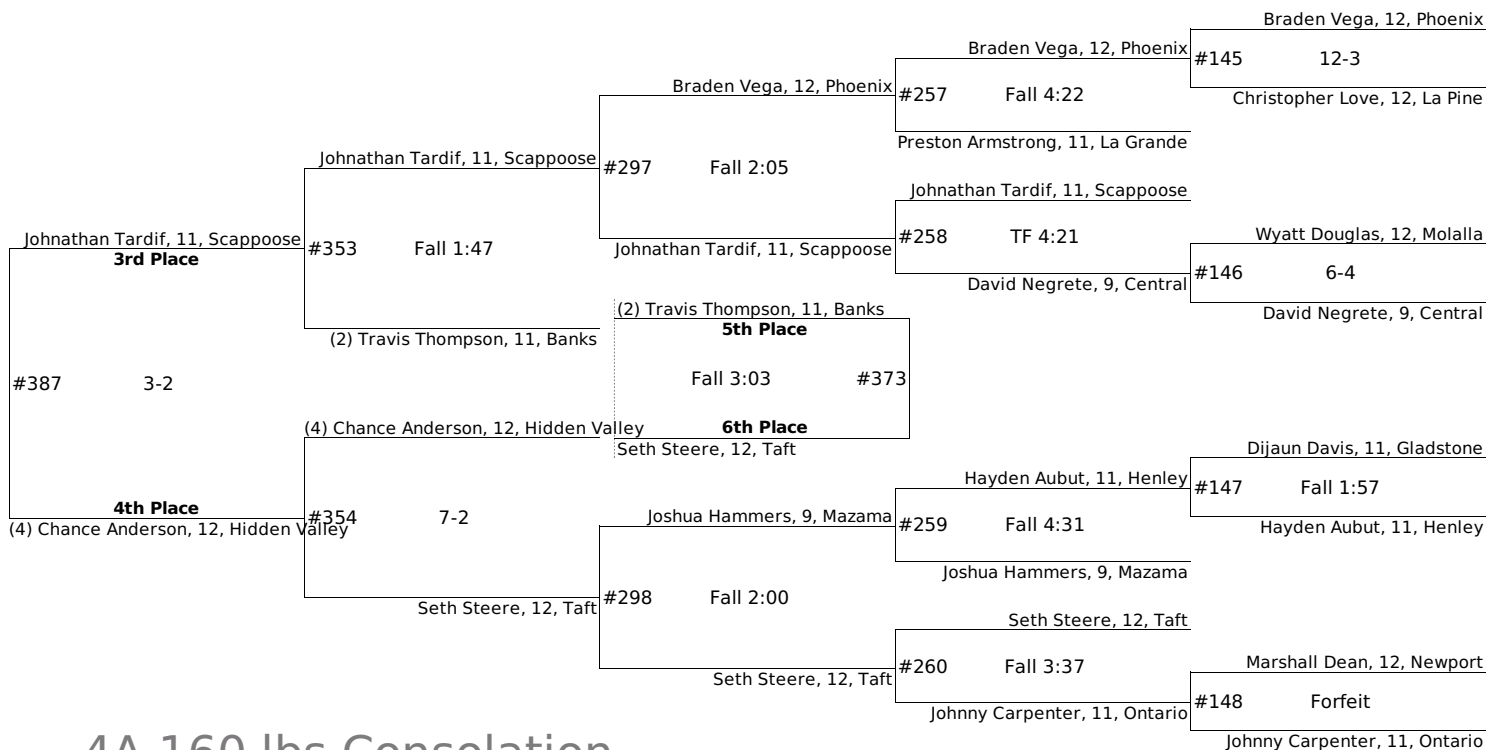 Braden Vega, 12, Phoenix
#145 12-3
Christopher Love, 12, La Pine
Braden Vega, 12, Phoenix
#257 Fall 4:22
Preston Armstrong, 11, La Grande
Braden Vega, 12, Phoenix
#297 Fall 2:05
Johnathan Tardif, 11, Scappoose
Johnathan Tardif, 11, Scappoose
#258 TF 4:21
David Negrete, 9, Central
Wyatt Douglas, 12, Molalla
#146 6-4
David Negrete, 9, Central
Johnathan Tardif, 11, Scappoose
#353 Fall 1:47
(2) Travis Thompson, 11, Banks
Johnathan Tardif, 11, Scappoose
3rd Place
#387 3-2
4th Place
(4) Chance Anderson, 12, Hidden Valley
(2) Travis Thompson, 11, Banks
5th Place
Fall 3:03 #373
6th Place
Seth Steere, 12, Taft
(4) Chance Anderson, 12, Hidden Valley
#354 7-2
Seth Steere, 12, Taft
Joshua Hammers, 9, Mazama
#298 Fall 2:00
Seth Steere, 12, Taft
Hayden Aubut, 11, Henley
#259 Fall 4:31
Joshua Hammers, 9, Mazama
Dijaun Davis, 11, Gladstone
#147 Fall 1:57
Hayden Aubut, 11, Henley
Seth Steere, 12, Taft
#260 Fall 3:37
Johnny Carpenter, 11, Ontario
Marshall Dean, 12, Newport
#148 Forfeit
Johnny Carpenter, 11, Ontario
4A 160 lbs Consolation